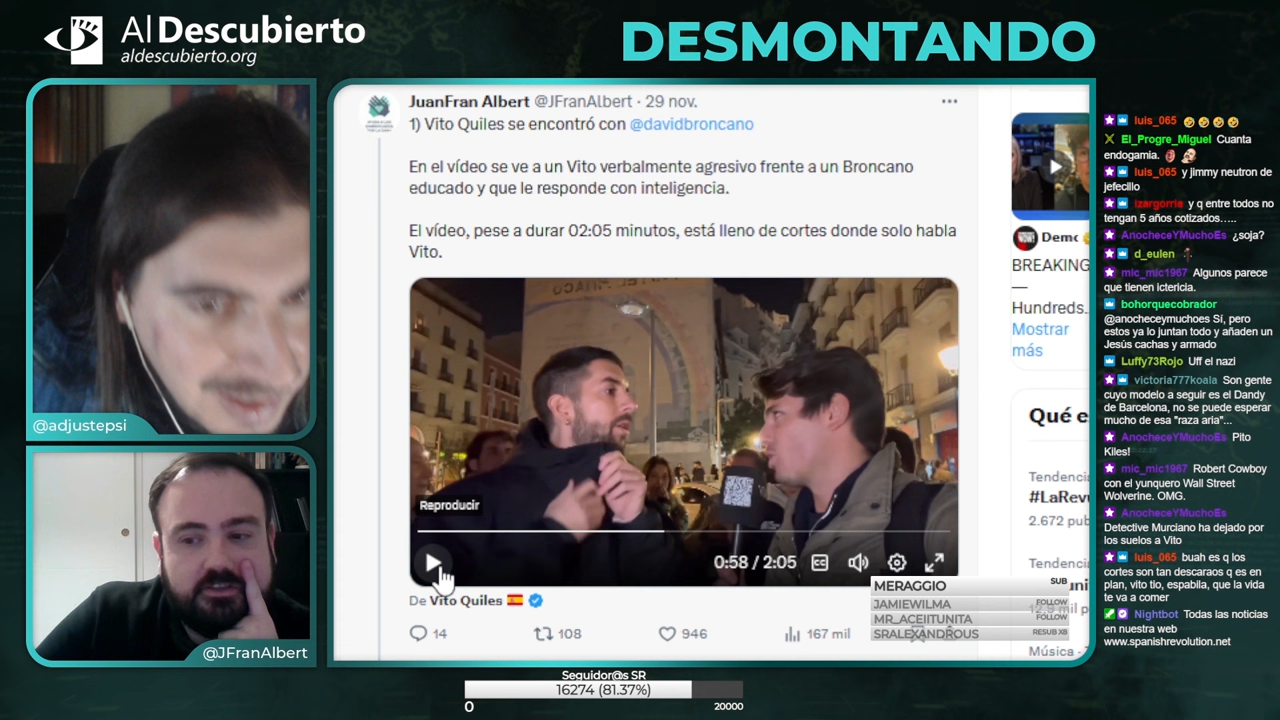 Al Descubierto
aldescubierto.org
DESMONTANDO
@adjustepsi
@JFranAlbert
JuanFran Albert @JFranAlbert · 29 nov.
1) Vito Quiles se encontró con @davidbroncano
En el vídeo se ve a un Vito verbalmente agresivo frente a un Broncano
educado y que le responde con inteligencia.
El vídeo, pese a durar 02:05 minutos, está lleno de cortes donde solo habla
Vito.
Reproducir
0:58 / 2:05
De Vito Quiles
14
108
946
167 mil
MERAGGIO SUB
JAMIEWILMA FOLLOW
MR_ACEIITUNITA FOLLOW
SRALEXANDROUS RESUB X8
BREAKING
—
Hundreds..
Mostrar
más
Qué e
Tendencia
#LaRevu
2.672 pub
Tendenci
Música ·
luis_065
El_Progre_Miguel Cuanta
endogamia.
luis_065 y jimmy neutron de
jefecillo
izargorria y q entre todos no
tengan 5 años cotizados.....
AnocheceYMuchoEs ¿soja?
d_eulen
mic_mic1967 Algunos parece
que tienen ictericia.
bohorquecobrador
@anocheceymuchoes Sí, pero
estos ya lo juntan todo y añaden un
Jesús cachas y armado
Luffy73Rojo Uff el nazi
victoria777koala Son gente
cuyo modelo a seguir es el Dandy
de Barcelona, no se puede esperar
mucho de esa "raza aria"...
AnocheceYMuchoEs Pito
Kiles!
mic_mic1967 Robert Cowboy
con el yunquero Wall Street
Wolverine. OMG.
AnocheceYMuchoEs
Detective Murciano ha dejado por
los suelos a Vito
luis_065 buah es q los
cortes son tan descaraos q es en
plan, vito tio, espabila, que la vida
te va a comer
Nightbot Todas las noticias
en nuestra web
www.spanishrevolution.net
Seguidor@s SR
16274 (81.37%)
0
20000